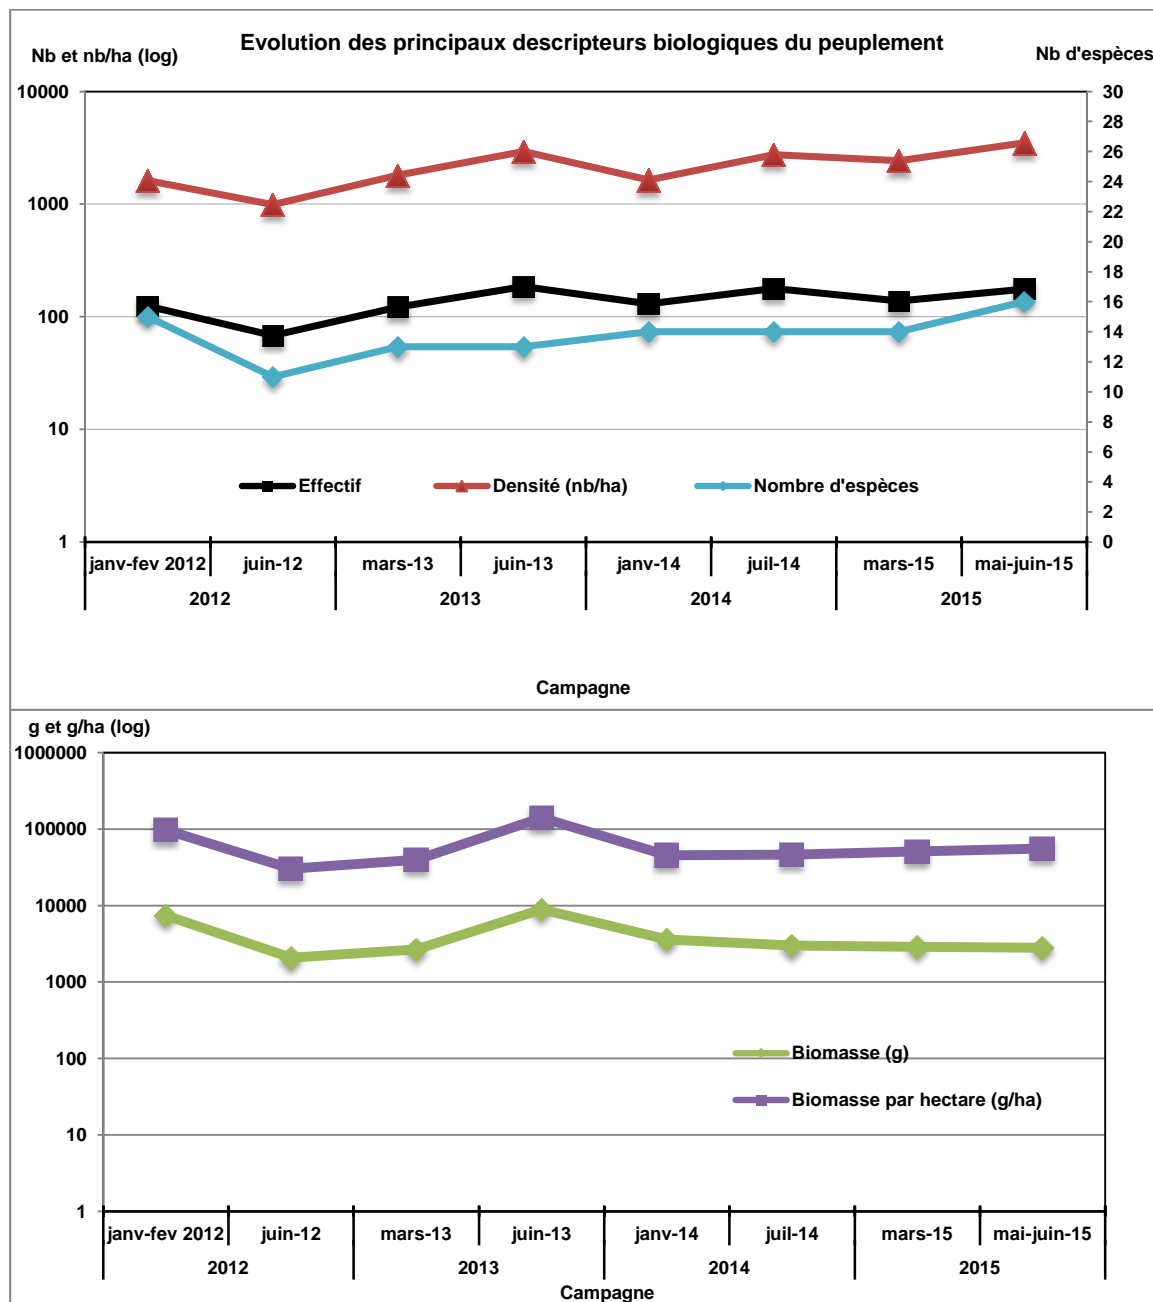 Evolution des principaux descripteurs biologiques du peuplement
Nb et nb/ha (log)
Nb d'espèces
10000
1000
100
10
1
30
28
26
24
22
20
18
16
14
12
10
8
6
4
2
0
Effectif
Densité (nb/ha)
Nombre d'espèces
janv-fev 2012 juin-12 mars-13 juin-13 janv-14 juil-14 mars-15 mai-juin-15
2012 2013 2014 2015
Campagne
g et g/ha (log)
1000000
100000
10000
1000
100
10
1
Biomasse (g)
Biomasse par hectare (g/ha)
janv-fev 2012 juin-12 mars-13 juin-13 janv-14 juil-14 mars-15 mai-juin-15
2012 2013 2014 2015
Campagne